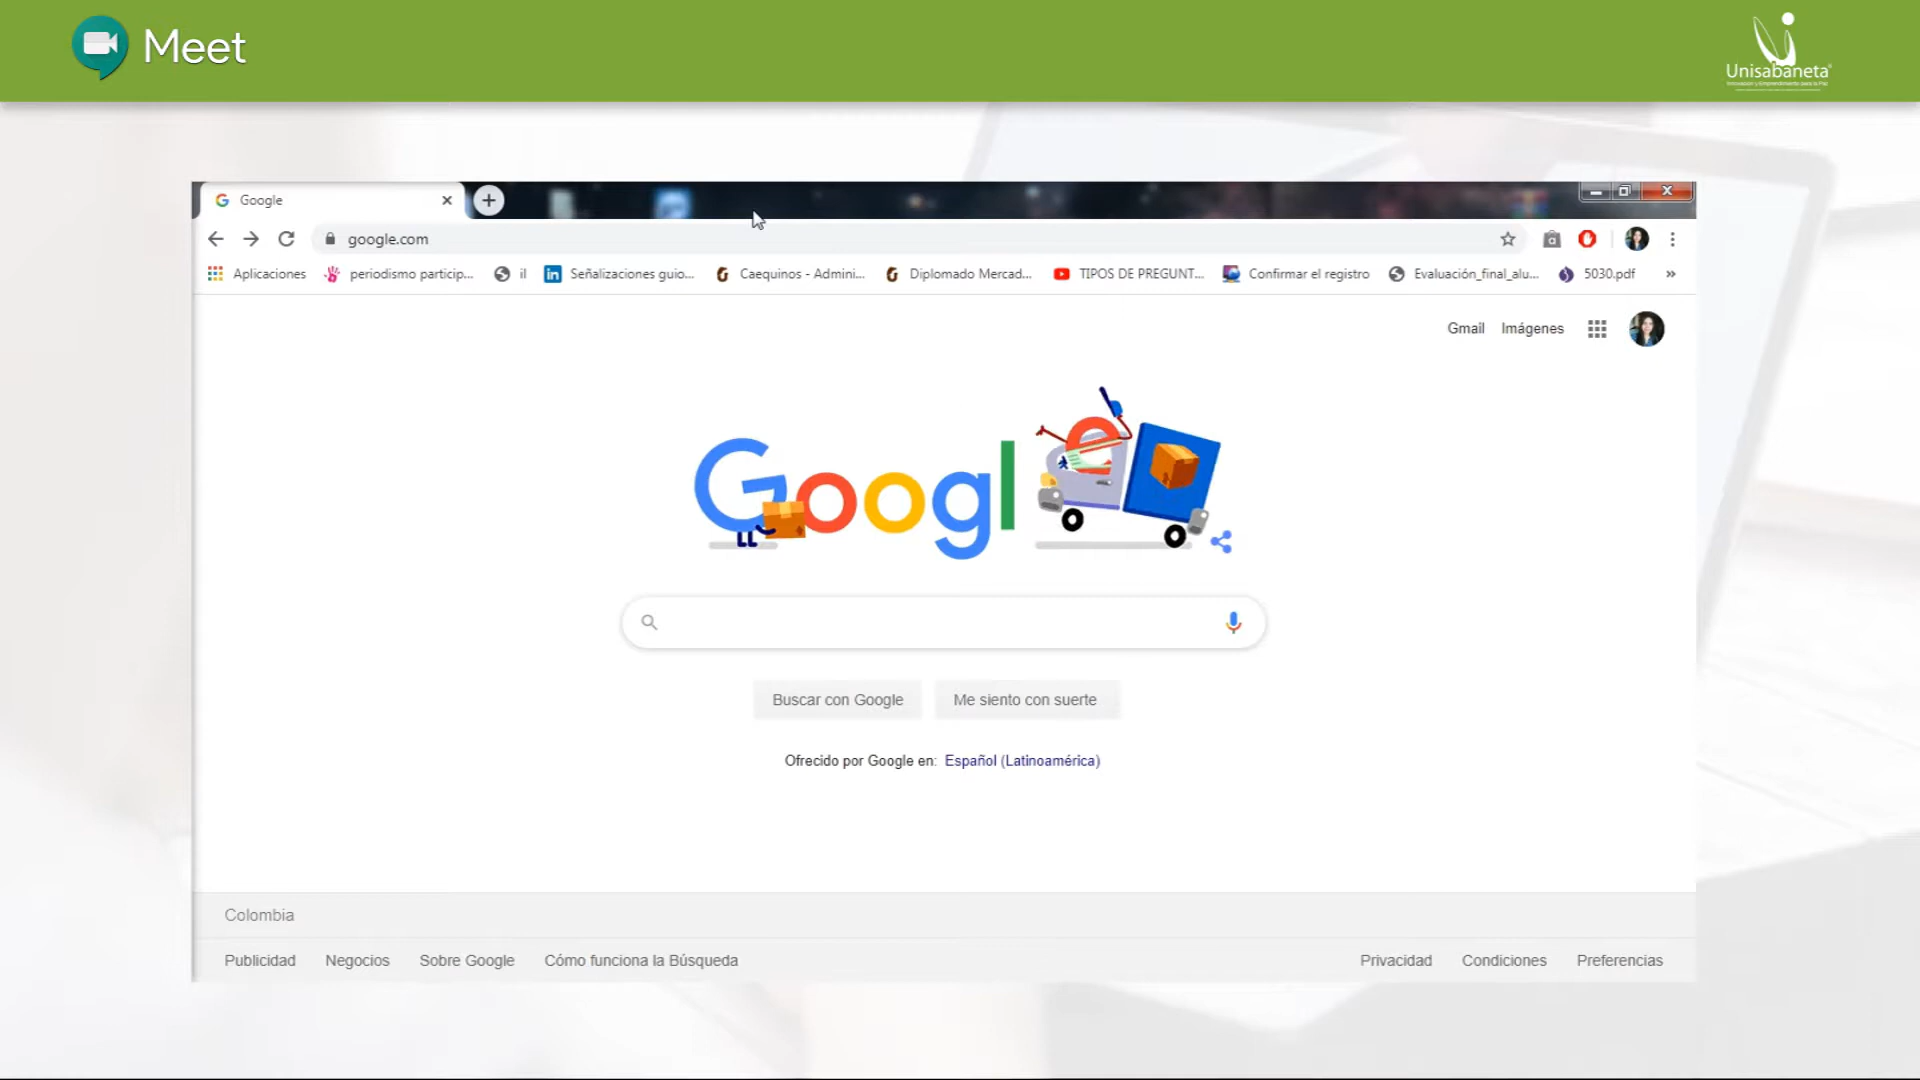 Meet
Unisabaneta
Google
google.com
Aplicaciones periodismo particip... il Señalizaciones guio... Caequinos - Admini... Diplomado Mercad... TIPOS DE PREGUNT... Confirmar el registro Evaluación_final_alu... 5030.pdf »
Gmail Imágenes
Google
Buscar con Google Me siento con suerte
Ofrecido por Google en: Español (Latinoamérica)
Colombia
Publicidad Negocios Sobre Google Cómo funciona la Búsqueda Privacidad Condiciones Preferencias